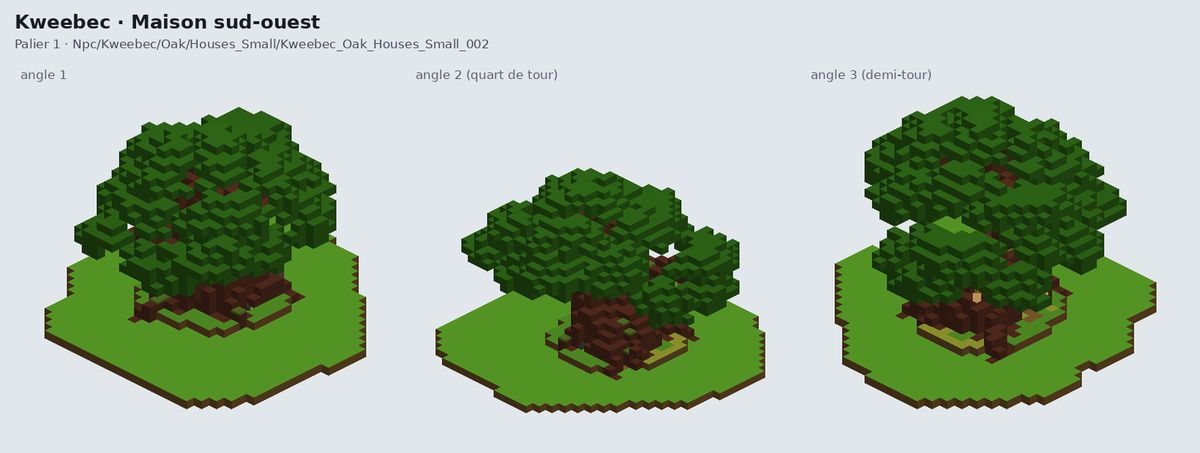 Kweebec · Maison sud-ouest
Palier 1 · Npc/Kweebec/Oak/Houses_Small/Kweebec_Oak_Houses_Small_002
angle 1
angle 2 (quart de tour)
angle 3 (demi-tour)